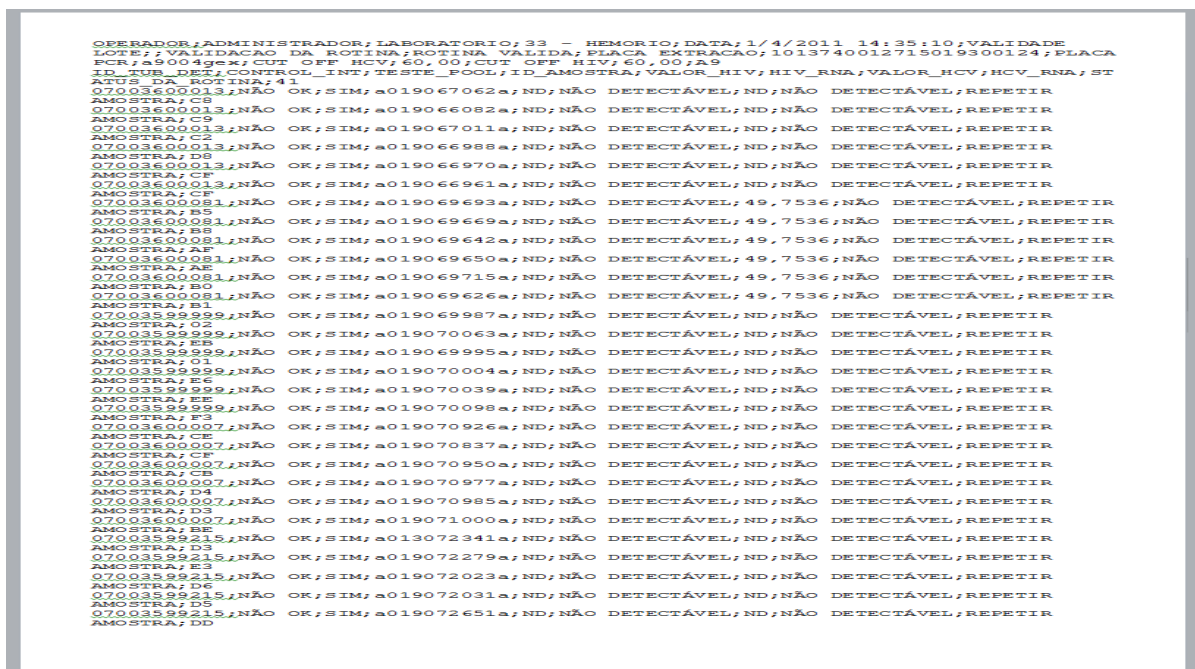 OPERADOR;ADMINISTRADOR;LABORATORIO;33 - HEMORIO;DATA;1/4/2011 14:35:10;VALIDADE
LOTE;;VALIDACAO DA ROTINA;ROTINA VALIDA;PLACA EXTRACAO;1013740012715019300124;PLACA
PCR;a9004gex;CUT OFF HCV;60,00;CUT OFF HIV;60,00;A9
ID_TUB_DET;CONTROL_INT;TESTE_POOL;ID_AMOSTRA;VALOR_HIV;HIV_RNA;VALOR_HCV;HCV_RNA;ST
ATUS_DA_ROTINA;41
07003600013;NÃO OK;SIM;a019067062a;ND;NÃO DETECTÁVEL;ND;NÃO DETECTÁVEL;REPETIR
AMOSTRA;C8
07003600013;NÃO OK;SIM;a019066082a;ND;NÃO DETECTÁVEL;ND;NÃO DETECTÁVEL;REPETIR
AMOSTRA;C9
07003600013;NÃO OK;SIM;a019067011a;ND;NÃO DETECTÁVEL;ND;NÃO DETECTÁVEL;REPETIR
AMOSTRA;C2
07003600013;NÃO OK;SIM;a019066988a;ND;NÃO DETECTÁVEL;ND;NÃO DETECTÁVEL;REPETIR
AMOSTRA;D8
07003600013;NÃO OK;SIM;a019066970a;ND;NÃO DETECTÁVEL;ND;NÃO DETECTÁVEL;REPETIR
AMOSTRA;CF
07003600013;NÃO OK;SIM;a019066961a;ND;NÃO DETECTÁVEL;ND;NÃO DETECTÁVEL;REPETIR
AMOSTRA;CF
07003600081;NÃO OK;SIM;a019069693a;ND;NÃO DETECTÁVEL;49,7536;NÃO DETECTÁVEL;REPETIR
AMOSTRA;B5
07003600081;NÃO OK;SIM;a019069669a;ND;NÃO DETECTÁVEL;49,7536;NÃO DETECTÁVEL;REPETIR
AMOSTRA;B8
07003600081;NÃO OK;SIM;a019069642a;ND;NÃO DETECTÁVEL;49,7536;NÃO DETECTÁVEL;REPETIR
AMOSTRA;AF
07003600081;NÃO OK;SIM;a019069650a;ND;NÃO DETECTÁVEL;49,7536;NÃO DETECTÁVEL;REPETIR
AMOSTRA;AE
07003600081;NÃO OK;SIM;a019069715a;ND;NÃO DETECTÁVEL;49,7536;NÃO DETECTÁVEL;REPETIR
AMOSTRA;B0
07003600081;NÃO OK;SIM;a019069626a;ND;NÃO DETECTÁVEL;49,7536;NÃO DETECTÁVEL;REPETIR
AMOSTRA;B1
07003599999;NÃO OK;SIM;a019069987a;ND;NÃO DETECTÁVEL;ND;NÃO DETECTÁVEL;REPETIR
AMOSTRA;02
07003599999;NÃO OK;SIM;a019070063a;ND;NÃO DETECTÁVEL;ND;NÃO DETECTÁVEL;REPETIR
AMOSTRA;EB
07003599999;NÃO OK;SIM;a019069995a;ND;NÃO DETECTÁVEL;ND;NÃO DETECTÁVEL;REPETIR
AMOSTRA;01
07003599999;NÃO OK;SIM;a019070004a;ND;NÃO DETECTÁVEL;ND;NÃO DETECTÁVEL;REPETIR
AMOSTRA;E6
07003599999;NÃO OK;SIM;a019070039a;ND;NÃO DETECTÁVEL;ND;NÃO DETECTÁVEL;REPETIR
AMOSTRA;EE
07003599999;NÃO OK;SIM;a019070098a;ND;NÃO DETECTÁVEL;ND;NÃO DETECTÁVEL;REPETIR
AMOSTRA;F3
07003600007;NÃO OK;SIM;a019070926a;ND;NÃO DETECTÁVEL;ND;NÃO DETECTÁVEL;REPETIR
AMOSTRA;CE
07003600007;NÃO OK;SIM;a019070837a;ND;NÃO DETECTÁVEL;ND;NÃO DETECTÁVEL;REPETIR
AMOSTRA;CF
07003600007;NÃO OK;SIM;a019070950a;ND;NÃO DETECTÁVEL;ND;NÃO DETECTÁVEL;REPETIR
AMOSTRA;CB
07003600007;NÃO OK;SIM;a019070977a;ND;NÃO DETECTÁVEL;ND;NÃO DETECTÁVEL;REPETIR
AMOSTRA;D4
07003600007;NÃO OK;SIM;a019070985a;ND;NÃO DETECTÁVEL;ND;NÃO DETECTÁVEL;REPETIR
AMOSTRA;D3
07003600007;NÃO OK;SIM;a019071000a;ND;NÃO DETECTÁVEL;ND;NÃO DETECTÁVEL;REPETIR
AMOSTRA;BE
07003599215;NÃO OK;SIM;a013072341a;ND;NÃO DETECTÁVEL;ND;NÃO DETECTÁVEL;REPETIR
AMOSTRA;D3
07003599215;NÃO OK;SIM;a019072279a;ND;NÃO DETECTÁVEL;ND;NÃO DETECTÁVEL;REPETIR
AMOSTRA;E3
07003599215;NÃO OK;SIM;a019072023a;ND;NÃO DETECTÁVEL;ND;NÃO DETECTÁVEL;REPETIR
AMOSTRA;D6
07003599215;NÃO OK;SIM;a019072031a;ND;NÃO DETECTÁVEL;ND;NÃO DETECTÁVEL;REPETIR
AMOSTRA;D5
07003599215;NÃO OK;SIM;a019072651a;ND;NÃO DETECTÁVEL;ND;NÃO DETECTÁVEL;REPETIR
AMOSTRA;DD